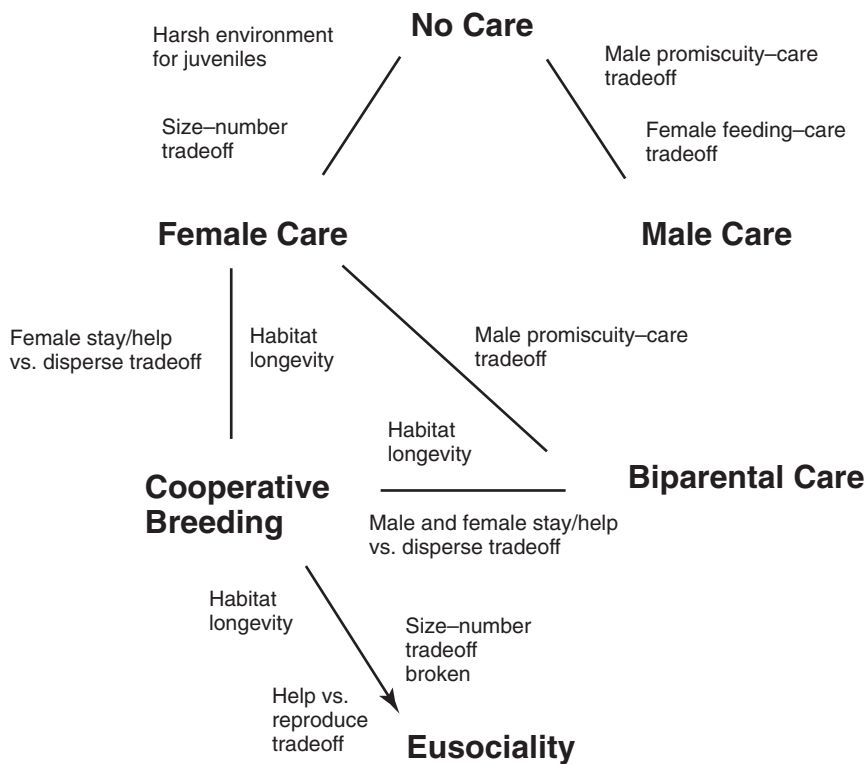 No Care
Harsh environment
for juveniles
Male promiscuity–care
tradeoff
Size–number
tradeoff
Female feeding–care
tradeoff
Female Care
Male Care
Female stay/help
vs. disperse tradeoff
Habitat
longevity
Male promiscuity–care
tradeoff
Habitat
longevity
Cooperative
Breeding
Biparental Care
Male and female stay/help
vs. disperse tradeoff
Habitat
longevity
Size–number
tradeoff
broken
Help vs.
reproduce
tradeoff
Eusociality